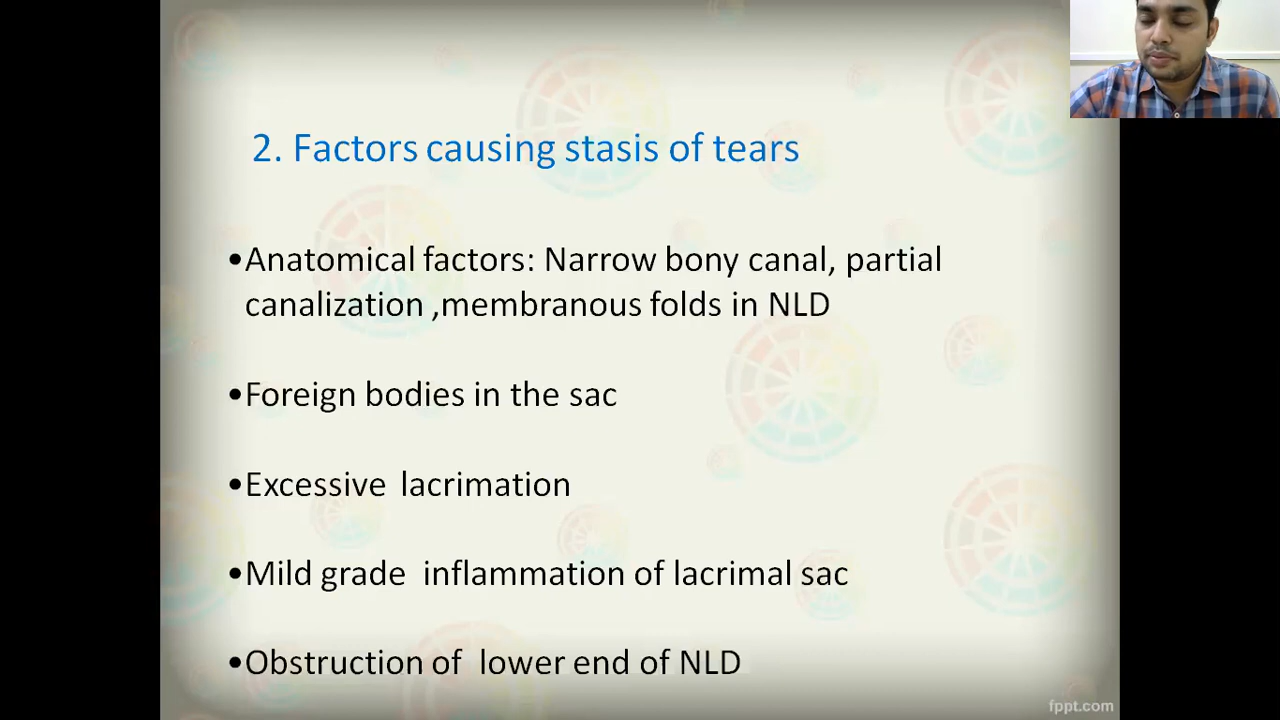 2. Factors causing stasis of tears
•Anatomical factors: Narrow bony canal, partial
canalization ,membranous folds in NLD
•Foreign bodies in the sac
•Excessive lacrimation
•Mild grade inflammation of lacrimal sac
•Obstruction of lower end of NLD
fppt.com